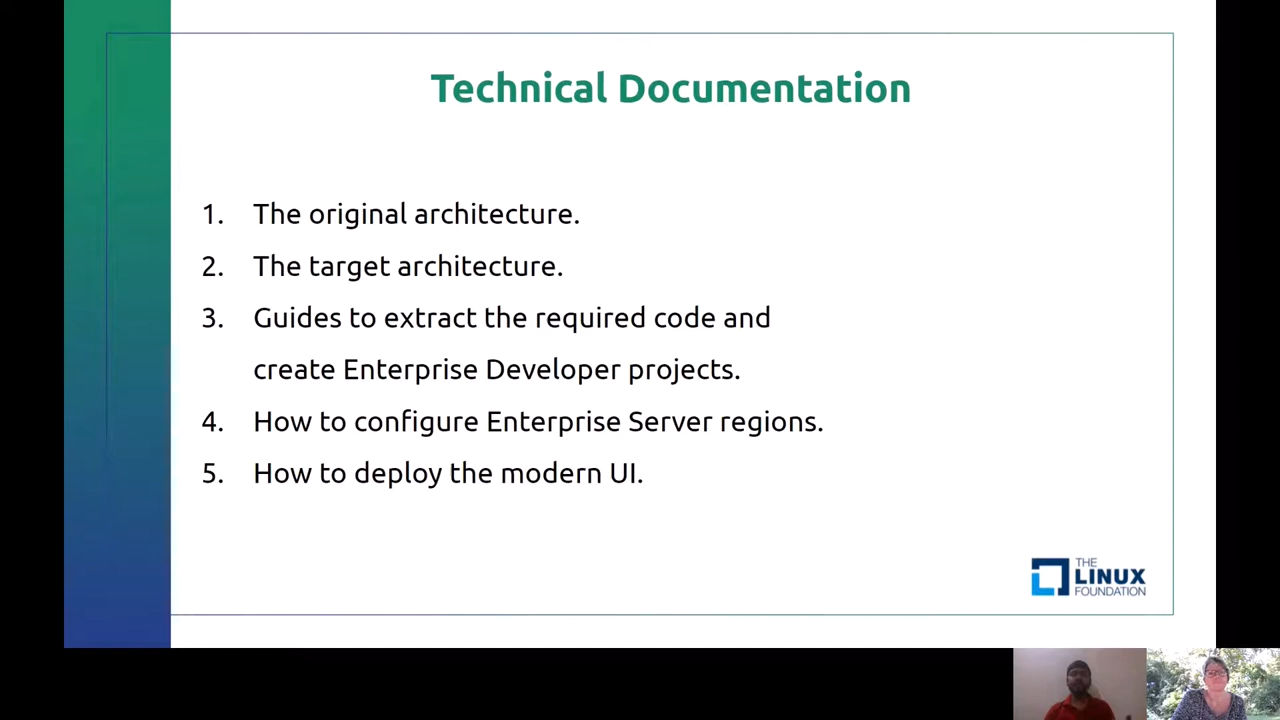 Technical Documentation
1. The original architecture.
2. The target architecture.
3. Guides to extract the required code and
create Enterprise Developer projects.
4. How to configure Enterprise Server regions.
5. How to deploy the modern UI.
THE
LINUX
FOUNDATION